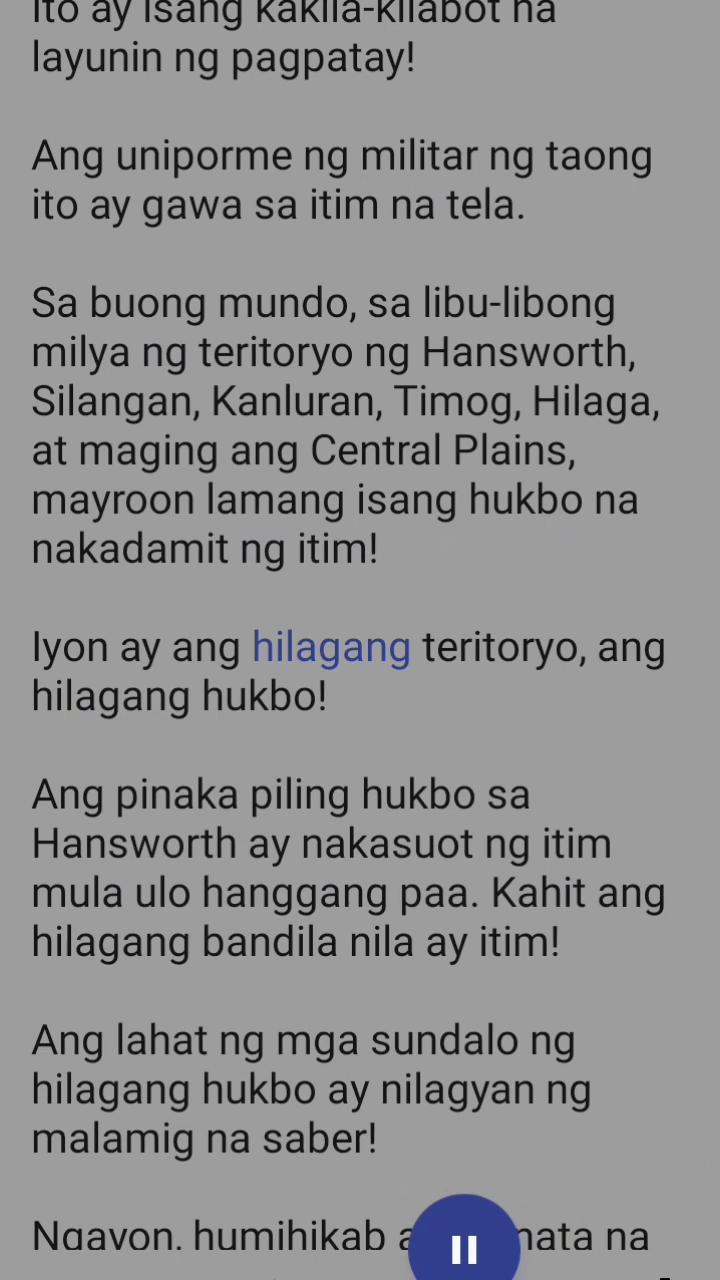 Ito ay isang kakila-kilabot na
layunin ng pagpatay!
Ang uniporme ng militar ng taong
ito ay gawa sa itim na tela.
Sa buong mundo, sa libu-libong
milya ng teritoryo ng Hansworth,
Silangan, Kanluran, Timog, Hilaga,
at maging ang Central Plains,
mayroon lamang isang hukbo na
nakadamit ng itim!
Iyon ay ang hilagang teritoryo, ang
hilagang hukbo!
Ang pinaka piling hukbo sa
Hansworth ay nakasuot ng itim
mula ulo hanggang paa. Kahit ang
hilagang bandila nila ay itim!
Ang lahat ng mga sundalo ng
hilagang hukbo ay nilagyan ng
malamig na saber!
Ngayon, humihikab na